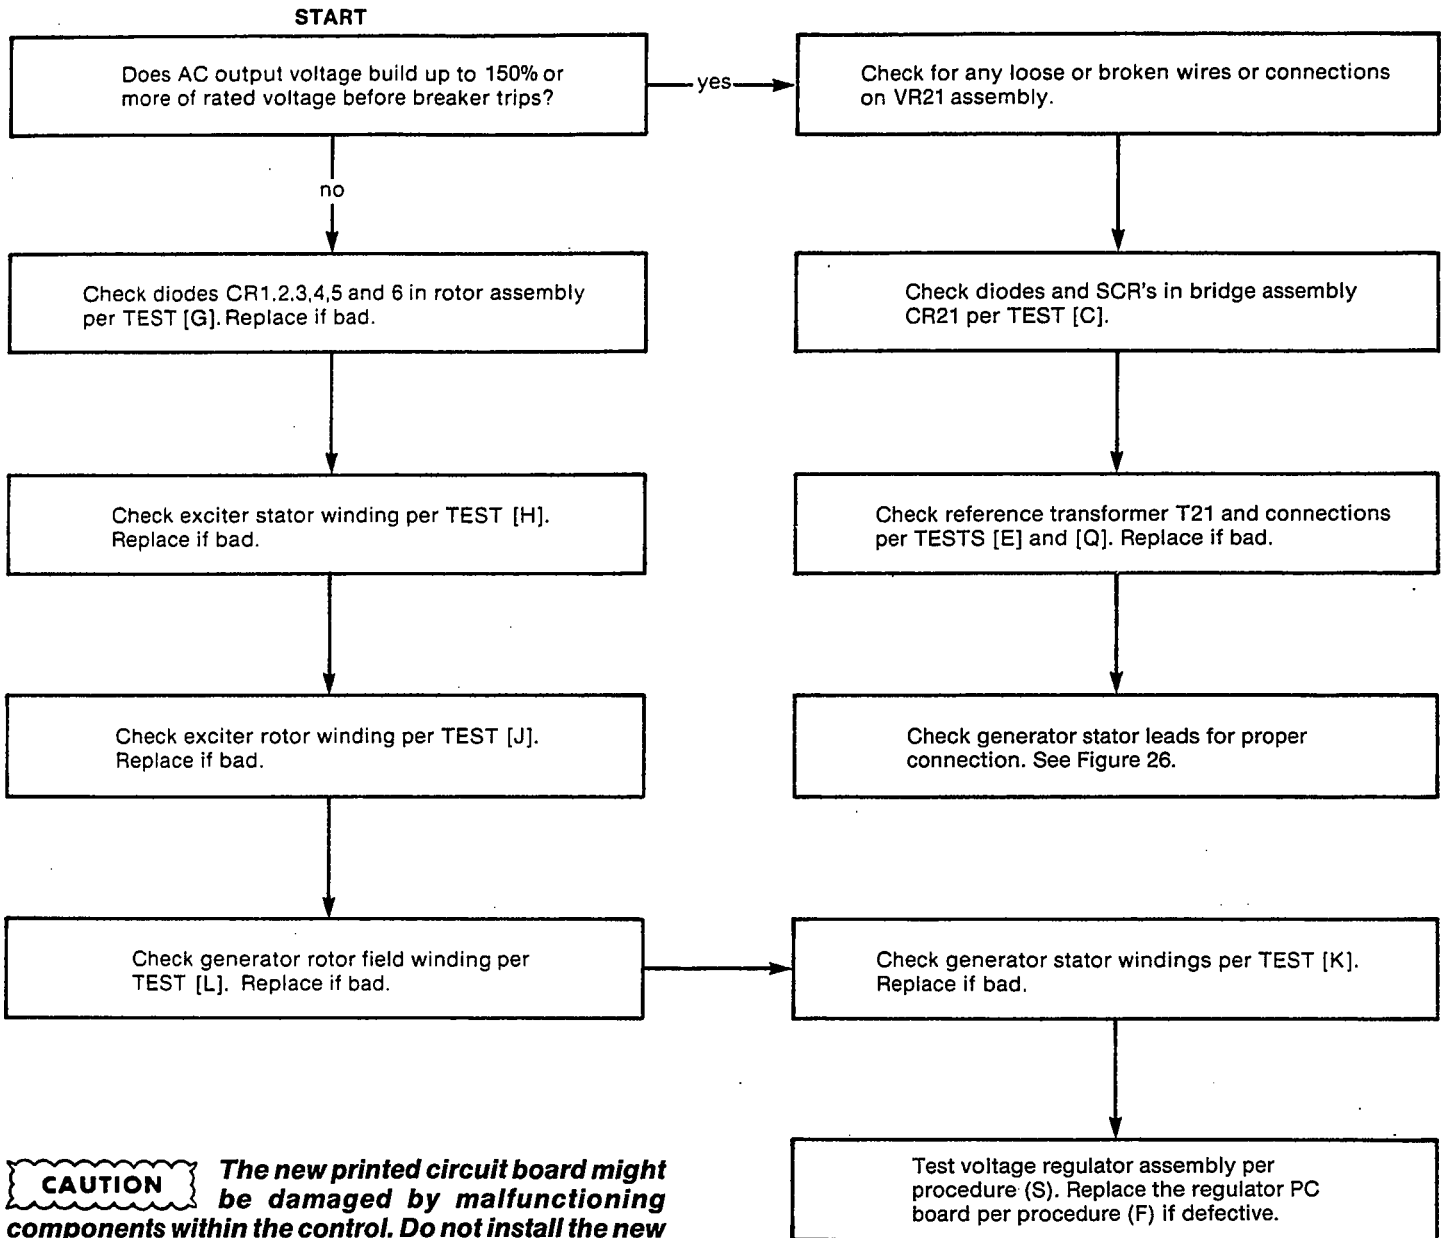 START
Does AC output voltage build up to 150% or
more of rated voltage before breaker trips?
yes
Check for any loose or broken wires or connections
on VR21 assembly.
no
Check diodes CR1,2,3,4,5 and 6 in rotor assembly
per TEST [G]. Replace if bad.
Check diodes and SCR's in bridge assembly
CR21 per TEST [C].
Check exciter stator winding per TEST [H].
Replace if bad.
Check reference transformer T21 and connections
per TESTS [E] and [Q]. Replace if bad.
Check exciter rotor winding per TEST [J].
Replace if bad.
Check generator stator leads for proper
connection. See Figure 26.
Check generator rotor field winding per
TEST [L]. Replace if bad.
Check generator stator windings per TEST [K].
Replace if bad.
CAUTION The new printed circuit board might
be damaged by malfunctioning
components within the control. Do not install the new
Test voltage regulator assembly per
procedure (S). Replace the regulator PC
board per procedure (F) if defective.